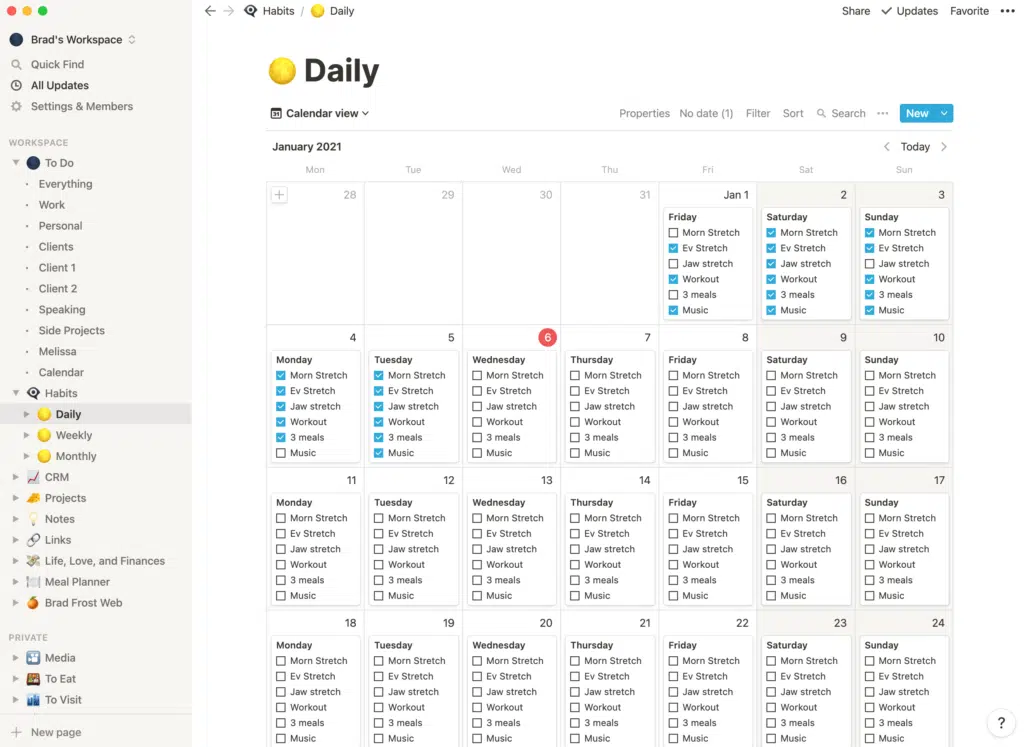 Habits / Daily
Share Updates Favorite •••
Brad's Workspace
Quick Find
All Updates
Settings & Members
WORKSPACE
To Do
Everything
Work
Personal
Clients
Client 1
Client 2
Speaking
Side Projects
Melissa
Calendar
Habits
Daily
Weekly
Monthly
CRM
Projects
Notes
Links
Life, Love, and Finances
Meal Planner
Brad Frost Web
PRIVATE
Media
To Eat
To Visit
+ New page
Daily
Calendar view
Properties No date (1) Filter Sort Search ••• New
January 2021
Today
Mon Tue Wed Thu Fri Sat Sun
28 29 30 31 Jan 1 2 3
Friday Saturday Sunday
Morn Stretch Morn Stretch Morn Stretch
Ev Stretch Ev Stretch Ev Stretch
Jaw stretch Jaw stretch Jaw stretch
Workout Workout Workout
3 meals 3 meals 3 meals
Music Music Music
4 5 6 7 8 9 10
Monday Tuesday Wednesday Thursday Friday Saturday Sunday
Morn Stretch Morn Stretch Morn Stretch Morn Stretch Morn Stretch Morn Stretch Morn Stretch
Ev Stretch Ev Stretch Ev Stretch Ev Stretch Ev Stretch Ev Stretch Ev Stretch
Jaw stretch Jaw stretch Jaw stretch Jaw stretch Jaw stretch Jaw stretch Jaw stretch
Workout Workout Workout Workout Workout Workout Workout
3 meals 3 meals 3 meals 3 meals 3 meals 3 meals 3 meals
Music Music Music Music Music Music Music
11 12 13 14 15 16 17
Monday Tuesday Wednesday Thursday Friday Saturday Sunday
Morn Stretch Morn Stretch Morn Stretch Morn Stretch Morn Stretch Morn Stretch Morn Stretch
Ev Stretch Ev Stretch Ev Stretch Ev Stretch Ev Stretch Ev Stretch Ev Stretch
Jaw stretch Jaw stretch Jaw stretch Jaw stretch Jaw stretch Jaw stretch Jaw stretch
Workout Workout Workout Workout Workout Workout Workout
3 meals 3 meals 3 meals 3 meals 3 meals 3 meals 3 meals
Music Music Music Music Music Music Music
18 19 20 21 22 23 24
Monday Tuesday Wednesday Thursday Friday Saturday Sunday
Morn Stretch Morn Stretch Morn Stretch Morn Stretch Morn Stretch Morn Stretch Morn Stretch
Ev Stretch Ev Stretch Ev Stretch Ev Stretch Ev Stretch Ev Stretch Ev Stretch
Jaw stretch Jaw stretch Jaw stretch Jaw stretch Jaw stretch Jaw stretch Jaw stretch
Workout Workout Workout Workout Workout Workout Workout
3 meals 3 meals 3 meals 3 meals 3 meals 3 meals 3 meals
Music Music Music Music Music Music Music
?